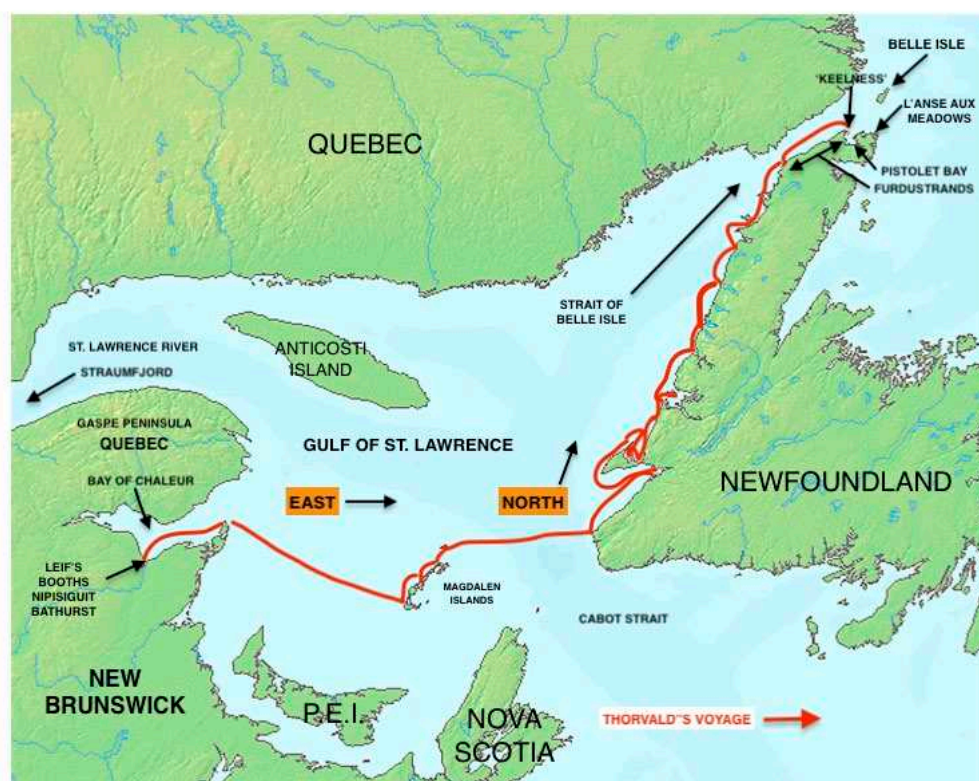 BELLE ISLE
'KEELNESS'
L'ANSE AUX
MEADOWS
QUEBEC
PISTOLET BAY
FURDUSTRANDS
STRAIT OF
BELLE ISLE
ST. LAWRENCE RIVER
ANTICOSTI
ISLAND
STRAUMFJORD
GASPE PENINSULA
QUEBEC
GULF OF ST. LAWRENCE
BAY OF CHALEUR
EAST
NORTH
NEWFOUNDLAND
LEIF'S
BOOTHS
NIPISIGUIT
BATHURST
MAGDALEN
ISLANDS
CABOT STRAIT
NEW
BRUNSWICK
P.E.I.
NOVA
SCOTIA
THORVALD"S VOYAGE